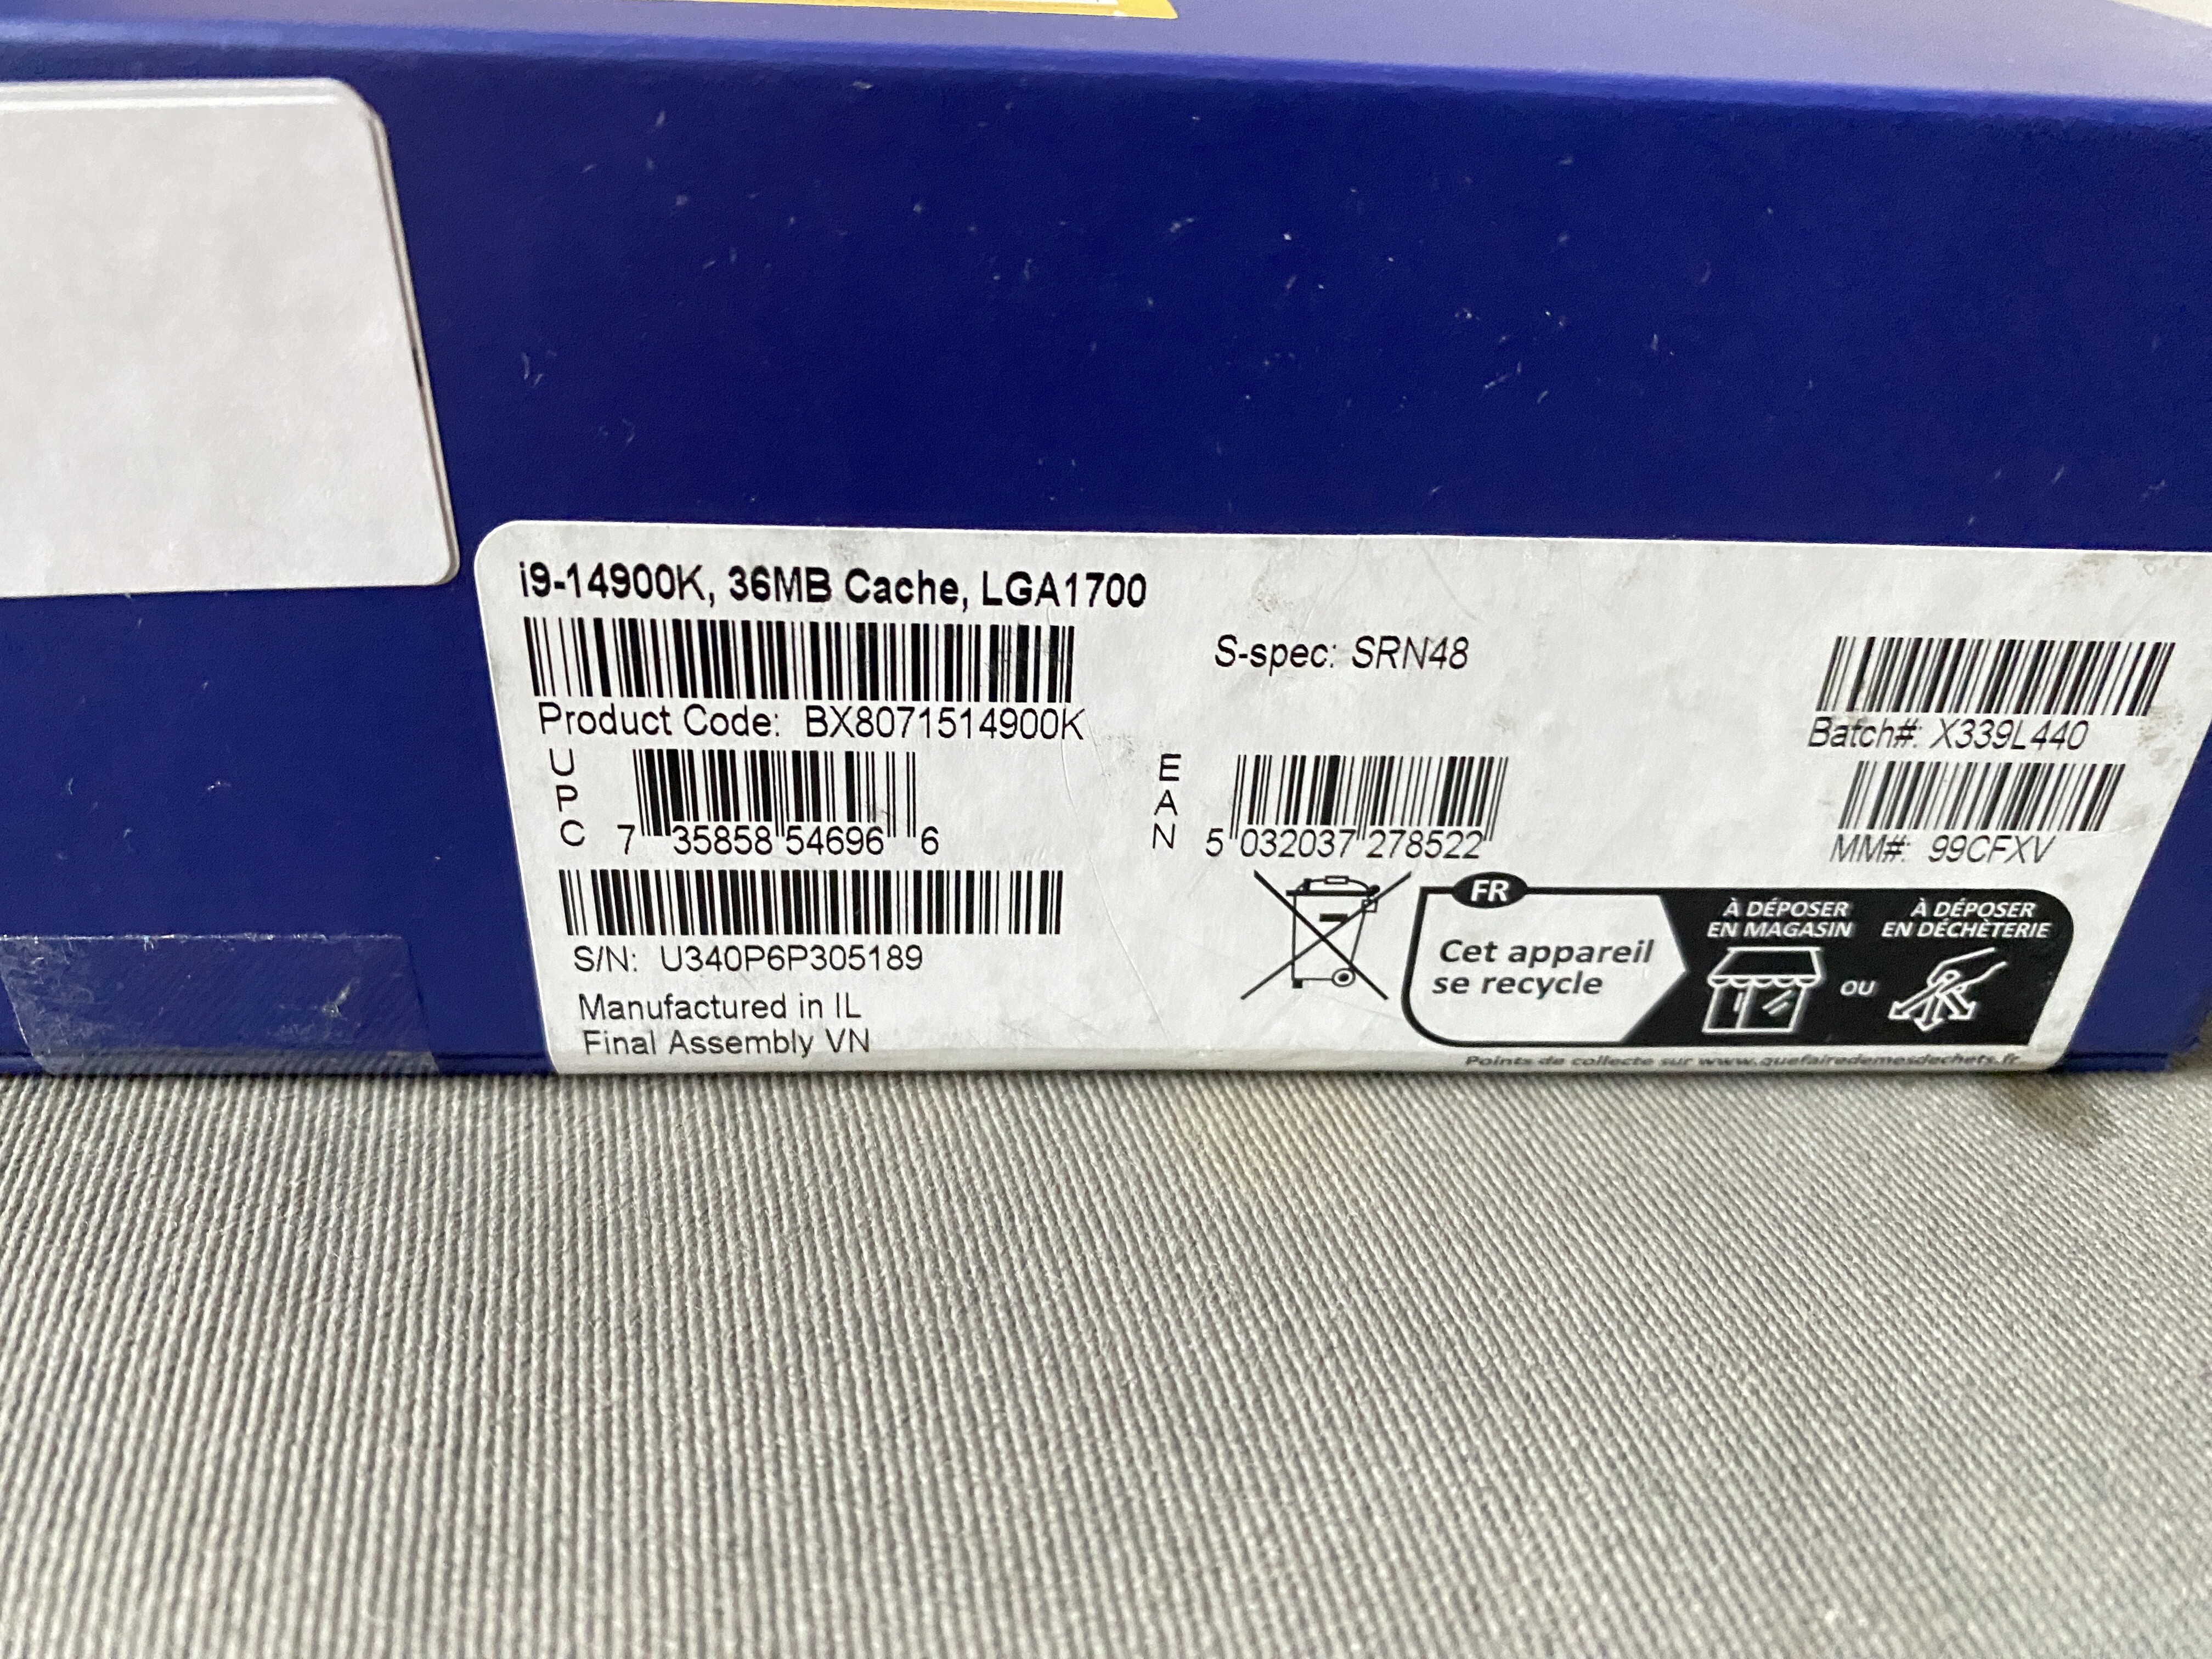 i9-14900K, 36MB Cache, LGA1700
S-spec: SRN48
Product Code: BX8071514900K
Batch#: X339L440
UPC
7 35858 54696 6
EAN
5 032037 278522
MM#: 99CFXV
S/N: U340P6P305189
Manufactured in IL
Final Assembly VN
FR
Cet appareil
se recycle
À DÉPOSER
EN MAGASIN
OU
À DÉPOSER
EN DÉCHÈTERIE
Points de collecte sur www.quefairedemesdechets.fr